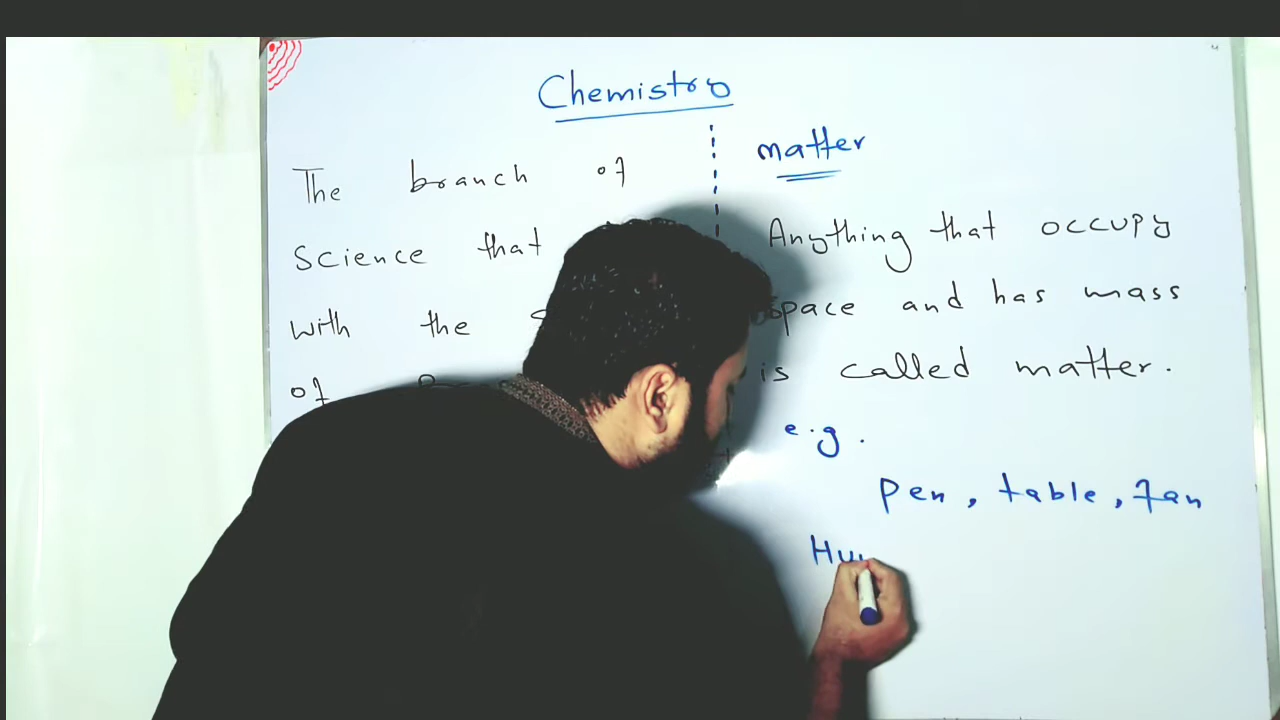 Chemistry
The branch of
Science that
with the
of
matter
Anything that occupy
space and has mass
is called matter.
e.g.
pen, table, fan
Hu